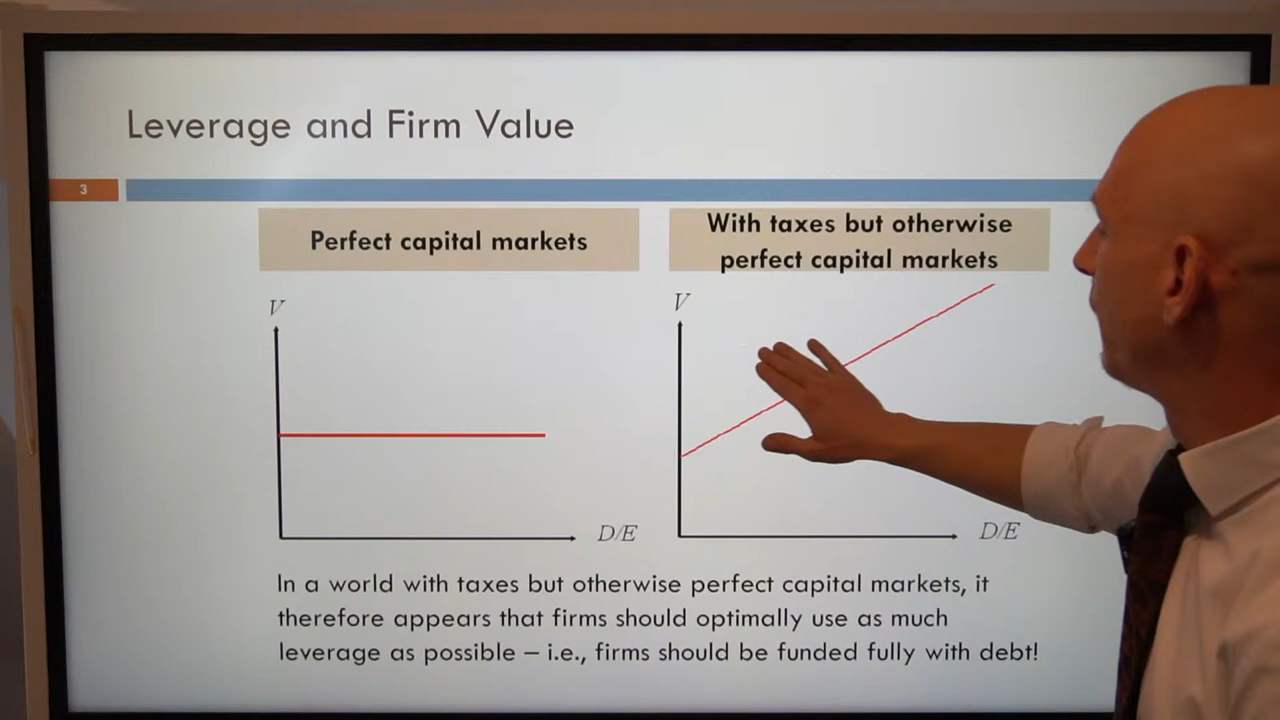 Leverage and Firm Value
3
Perfect capital markets
With taxes but otherwise
perfect capital markets
V
D/E
V
D/E
In a world with taxes but otherwise perfect capital markets, it
therefore appears that firms should optimally use as much
leverage as possible – i.e., firms should be funded fully with debt!